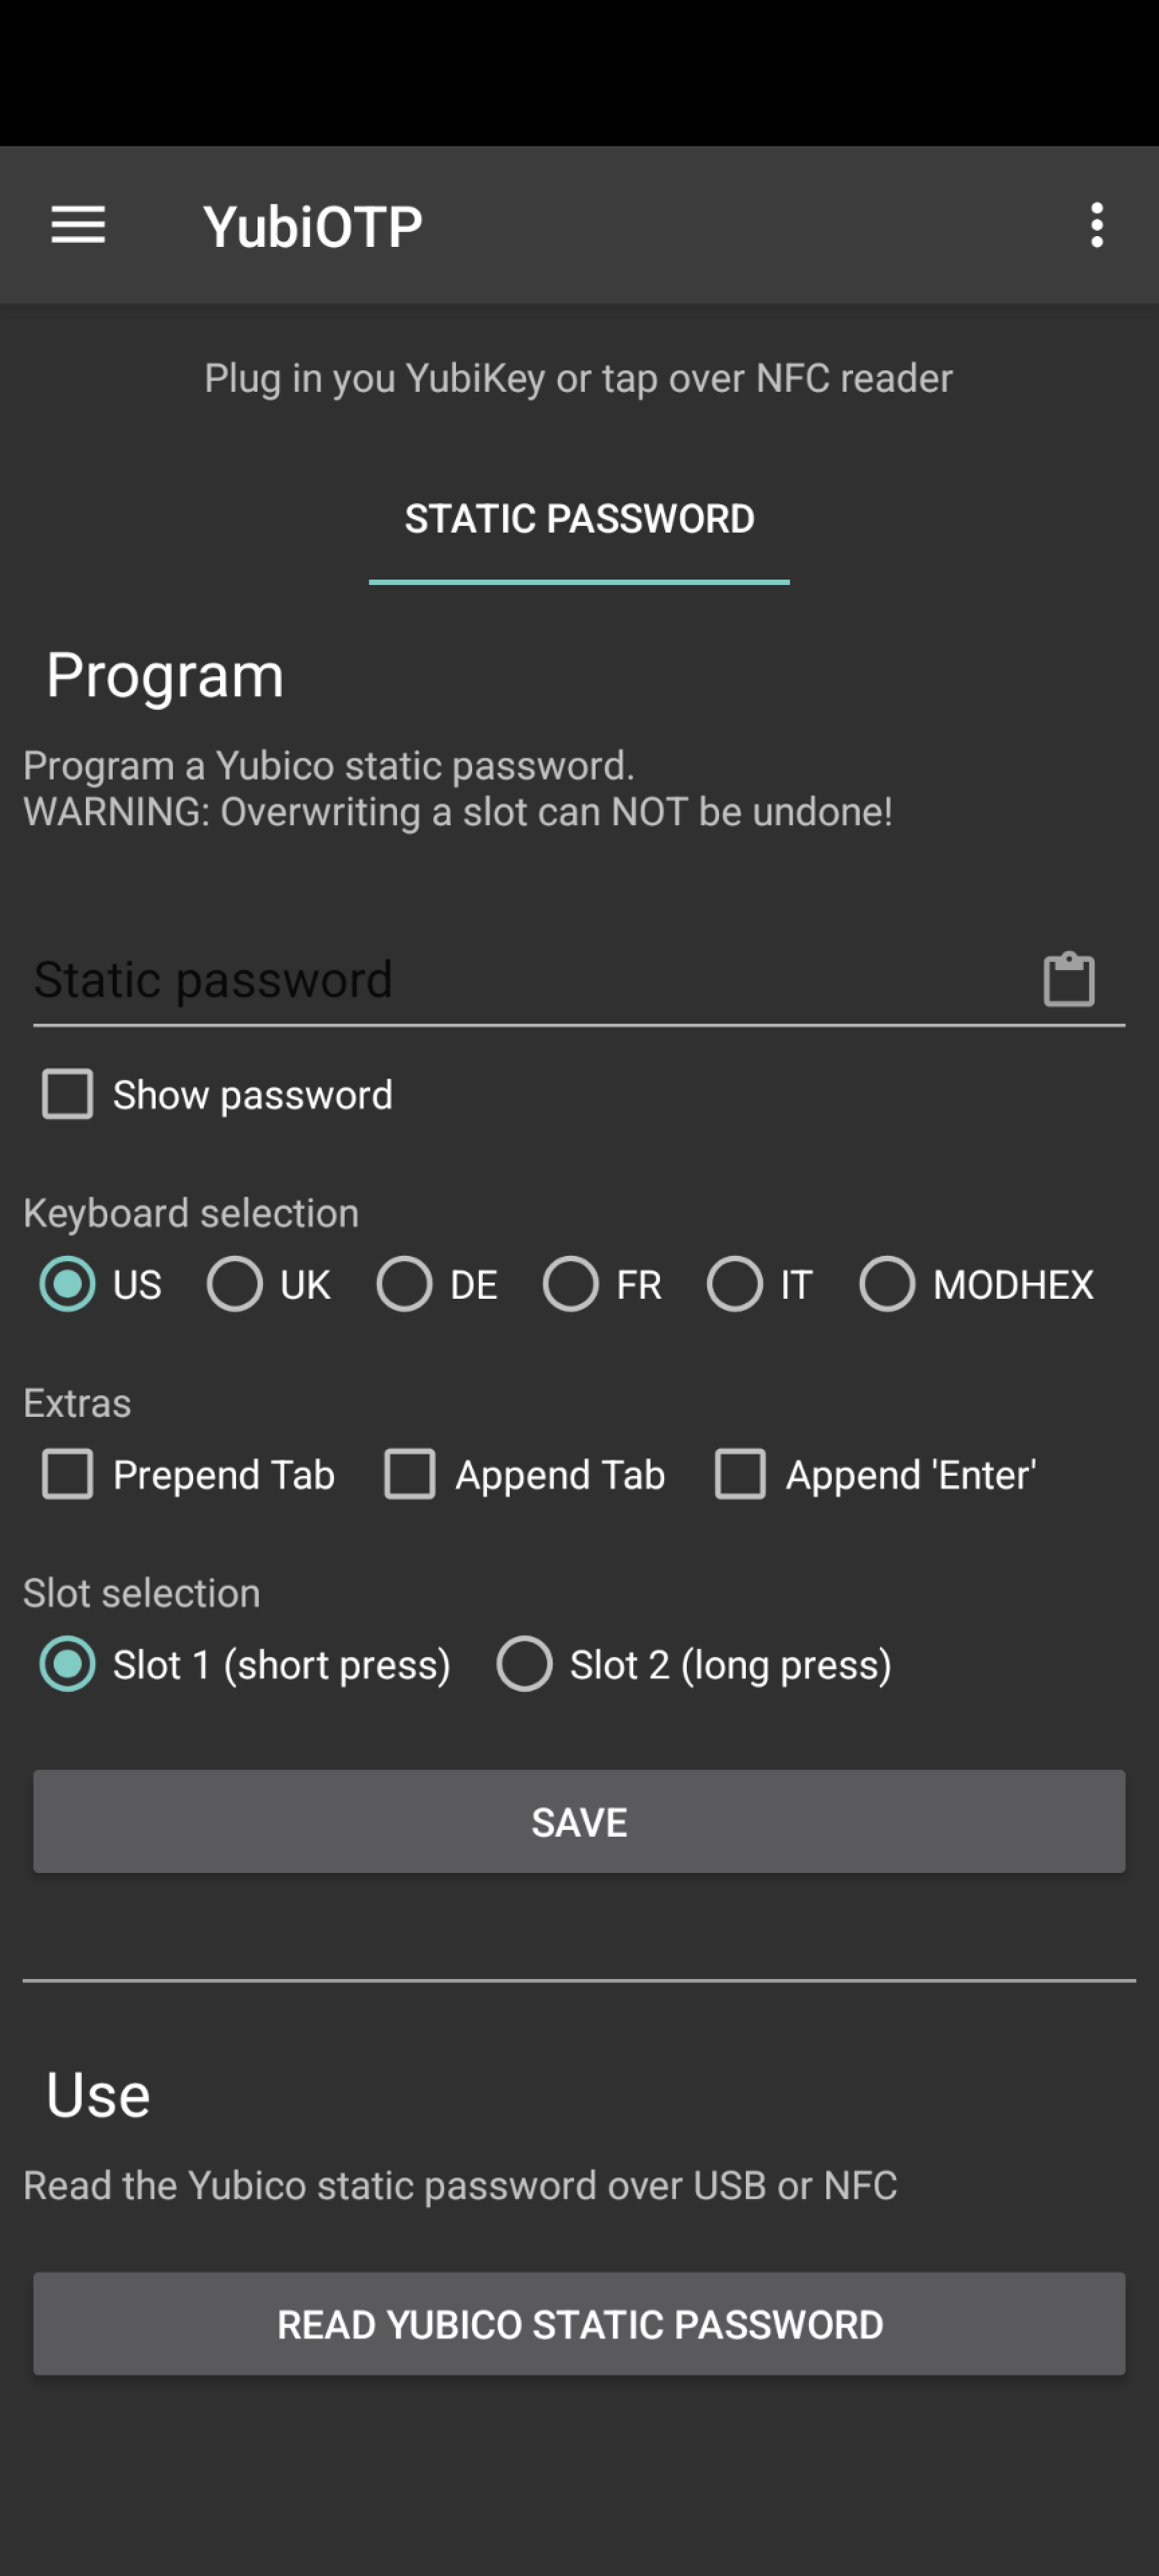 YubiOTP
Plug in you YubiKey or tap over NFC reader
STATIC PASSWORD
Program
Program a Yubico static password.
WARNING: Overwriting a slot can NOT be undone!
Static password
Show password
Keyboard selection
US UK DE FR IT MODHEX
Extras
Prepend Tab Append Tab Append 'Enter'
Slot selection
Slot 1 (short press) Slot 2 (long press)
SAVE
Use
Read the Yubico static password over USB or NFC
READ YUBICO STATIC PASSWORD